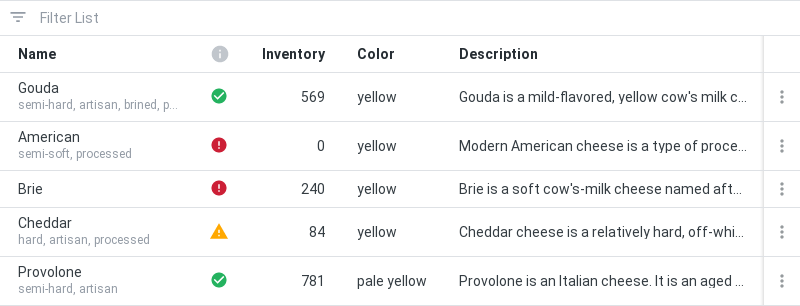 Filter List
Name Inventory Color Description
Gouda
semi-hard, artisan, brined, p...
569 yellow Gouda is a mild-flavored, yellow cow's milk c...
American
semi-soft, processed
0 yellow Modern American cheese is a type of proce...
Brie 240 yellow Brie is a soft cow's-milk cheese named aft...
Cheddar
hard, artisan, processed
84 yellow Cheddar cheese is a relatively hard, off-whi...
Provolone
semi-hard, artisan
781 pale yellow Provolone is an Italian cheese. It is an aged ...